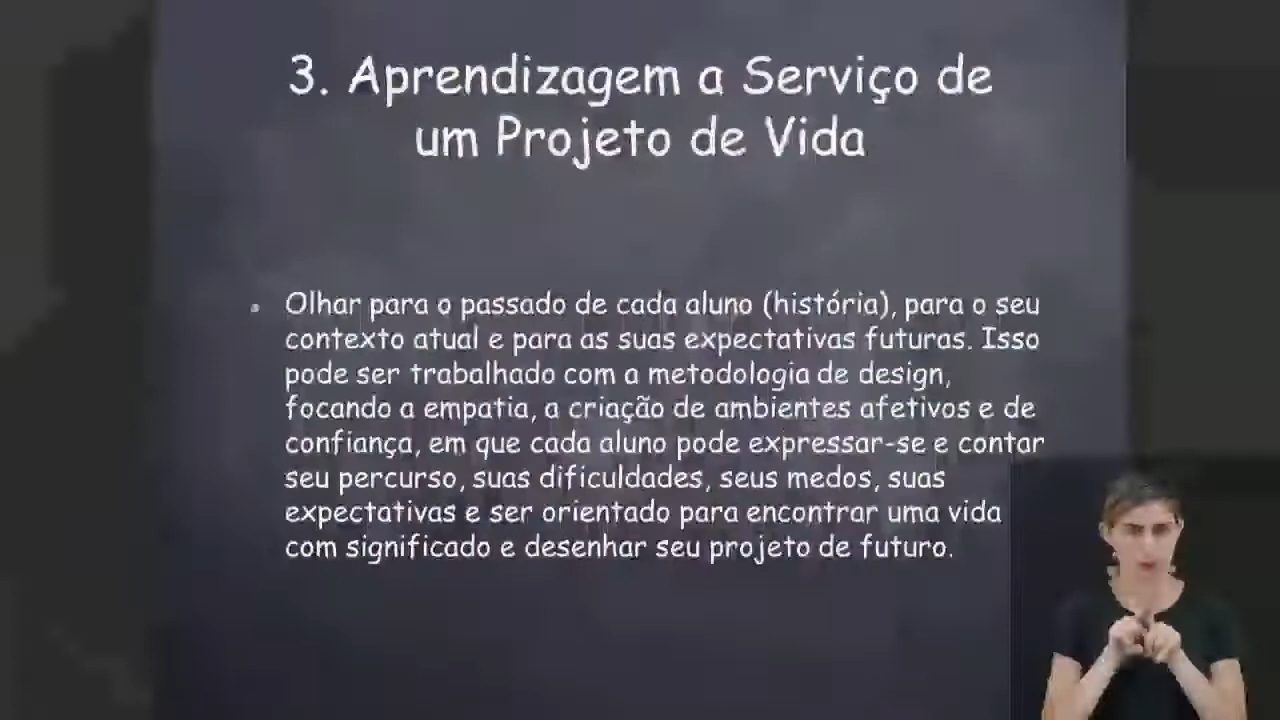 3. Aprendizagem a Serviço de
um Projeto de Vida
Olhar para o passado de cada aluno (história), para o seu
contexto atual e para as suas expectativas futuras. Isso
pode ser trabalhado com a metodologia de design,
focando a empatia, a criação de ambientes afetivos e de
confiança, em que cada aluno pode expressar-se e contar
seu percurso, suas dificuldades, seus medos, suas
expectativas e ser orientado para encontrar uma vida
com significado e desenhar seu projeto de futuro.